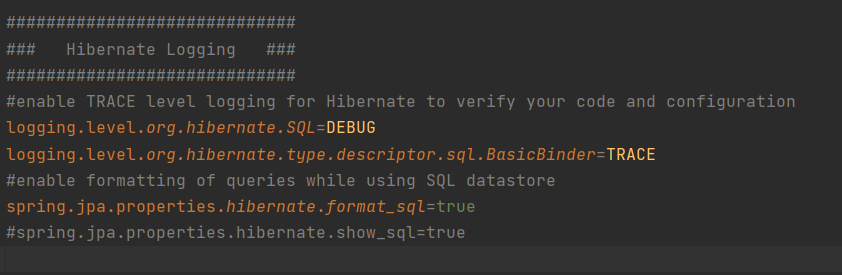 #############################
###   Hibernate Logging   ###
#############################
#enable TRACE level logging for Hibernate to verify your code and configuration
logging.level.org.hibernate.SQL=DEBUG
logging.level.org.hibernate.type.descriptor.sql.BasicBinder=TRACE
#enable formatting of queries while using SQL datastore
spring.jpa.properties.hibernate.format_sql=true
#spring.jpa.properties.hibernate.show_sql=true